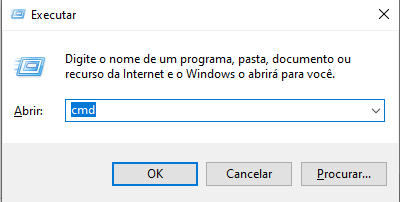 Executar
Digite o nome de um programa, pasta, documento ou
recurso da Internet e o Windows o abrirá para você.
Abrir: cmd
OK Cancelar Procurar...